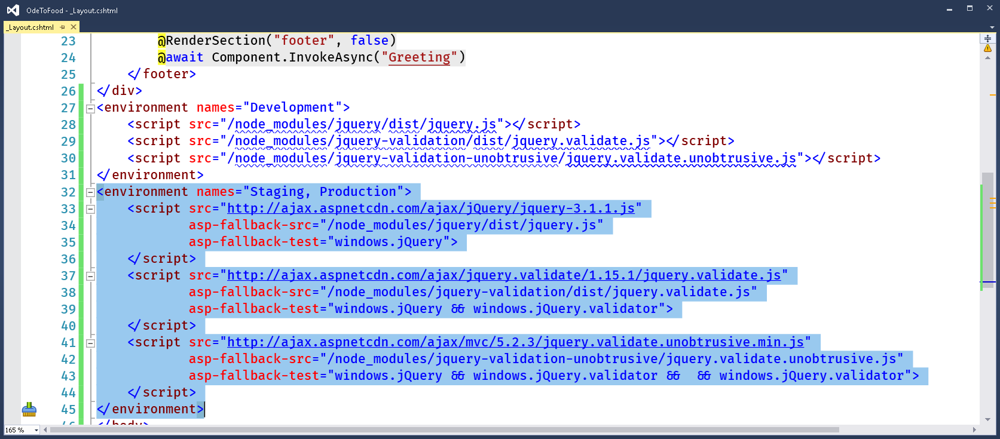 OdeToFood - _Layout.cshtml
_Layout.cshtml
23 @RenderSection("footer", false)
24 @await Component.InvokeAsync("Greeting")
25 </footer>
26 </div>
27 <environment names="Development">
28 <script src="/node_modules/jquery/dist/jquery.js"></script>
29 <script src="/node_modules/jquery-validation/dist/jquery.validate.js"></script>
30 <script src="/node_modules/jquery-validation-unobtrusive/jquery.validate.unobtrusive.js"></script>
31 </environment>
32 <environment names="Staging, Production">
33 <script src="http://ajax.aspnetcdn.com/ajax/jQuery/jquery-3.1.1.js"
34 asp-fallback-src="/node_modules/jquery/dist/jquery.js"
35 asp-fallback-test="windows.jQuery">
36 </script>
37 <script src="http://ajax.aspnetcdn.com/ajax/jquery.validate/1.15.1/jquery.validate.js"
38 asp-fallback-src="/node_modules/jquery-validation/dist/jquery.validate.js"
39 asp-fallback-test="windows.jQuery && windows.jQuery.validator">
40 </script>
41 <script src="http://ajax.aspnetcdn.com/ajax/mvc/5.2.3/jquery.validate.unobtrusive.min.js"
42 asp-fallback-src="/node_modules/jquery-validation-unobtrusive/jquery.validate.unobtrusive.js"
43 asp-fallback-test="windows.jQuery && windows.jQuery.validator &&  && windows.jQuery.validator">
44 </script>
45 </environment>
46 </body>
165 %